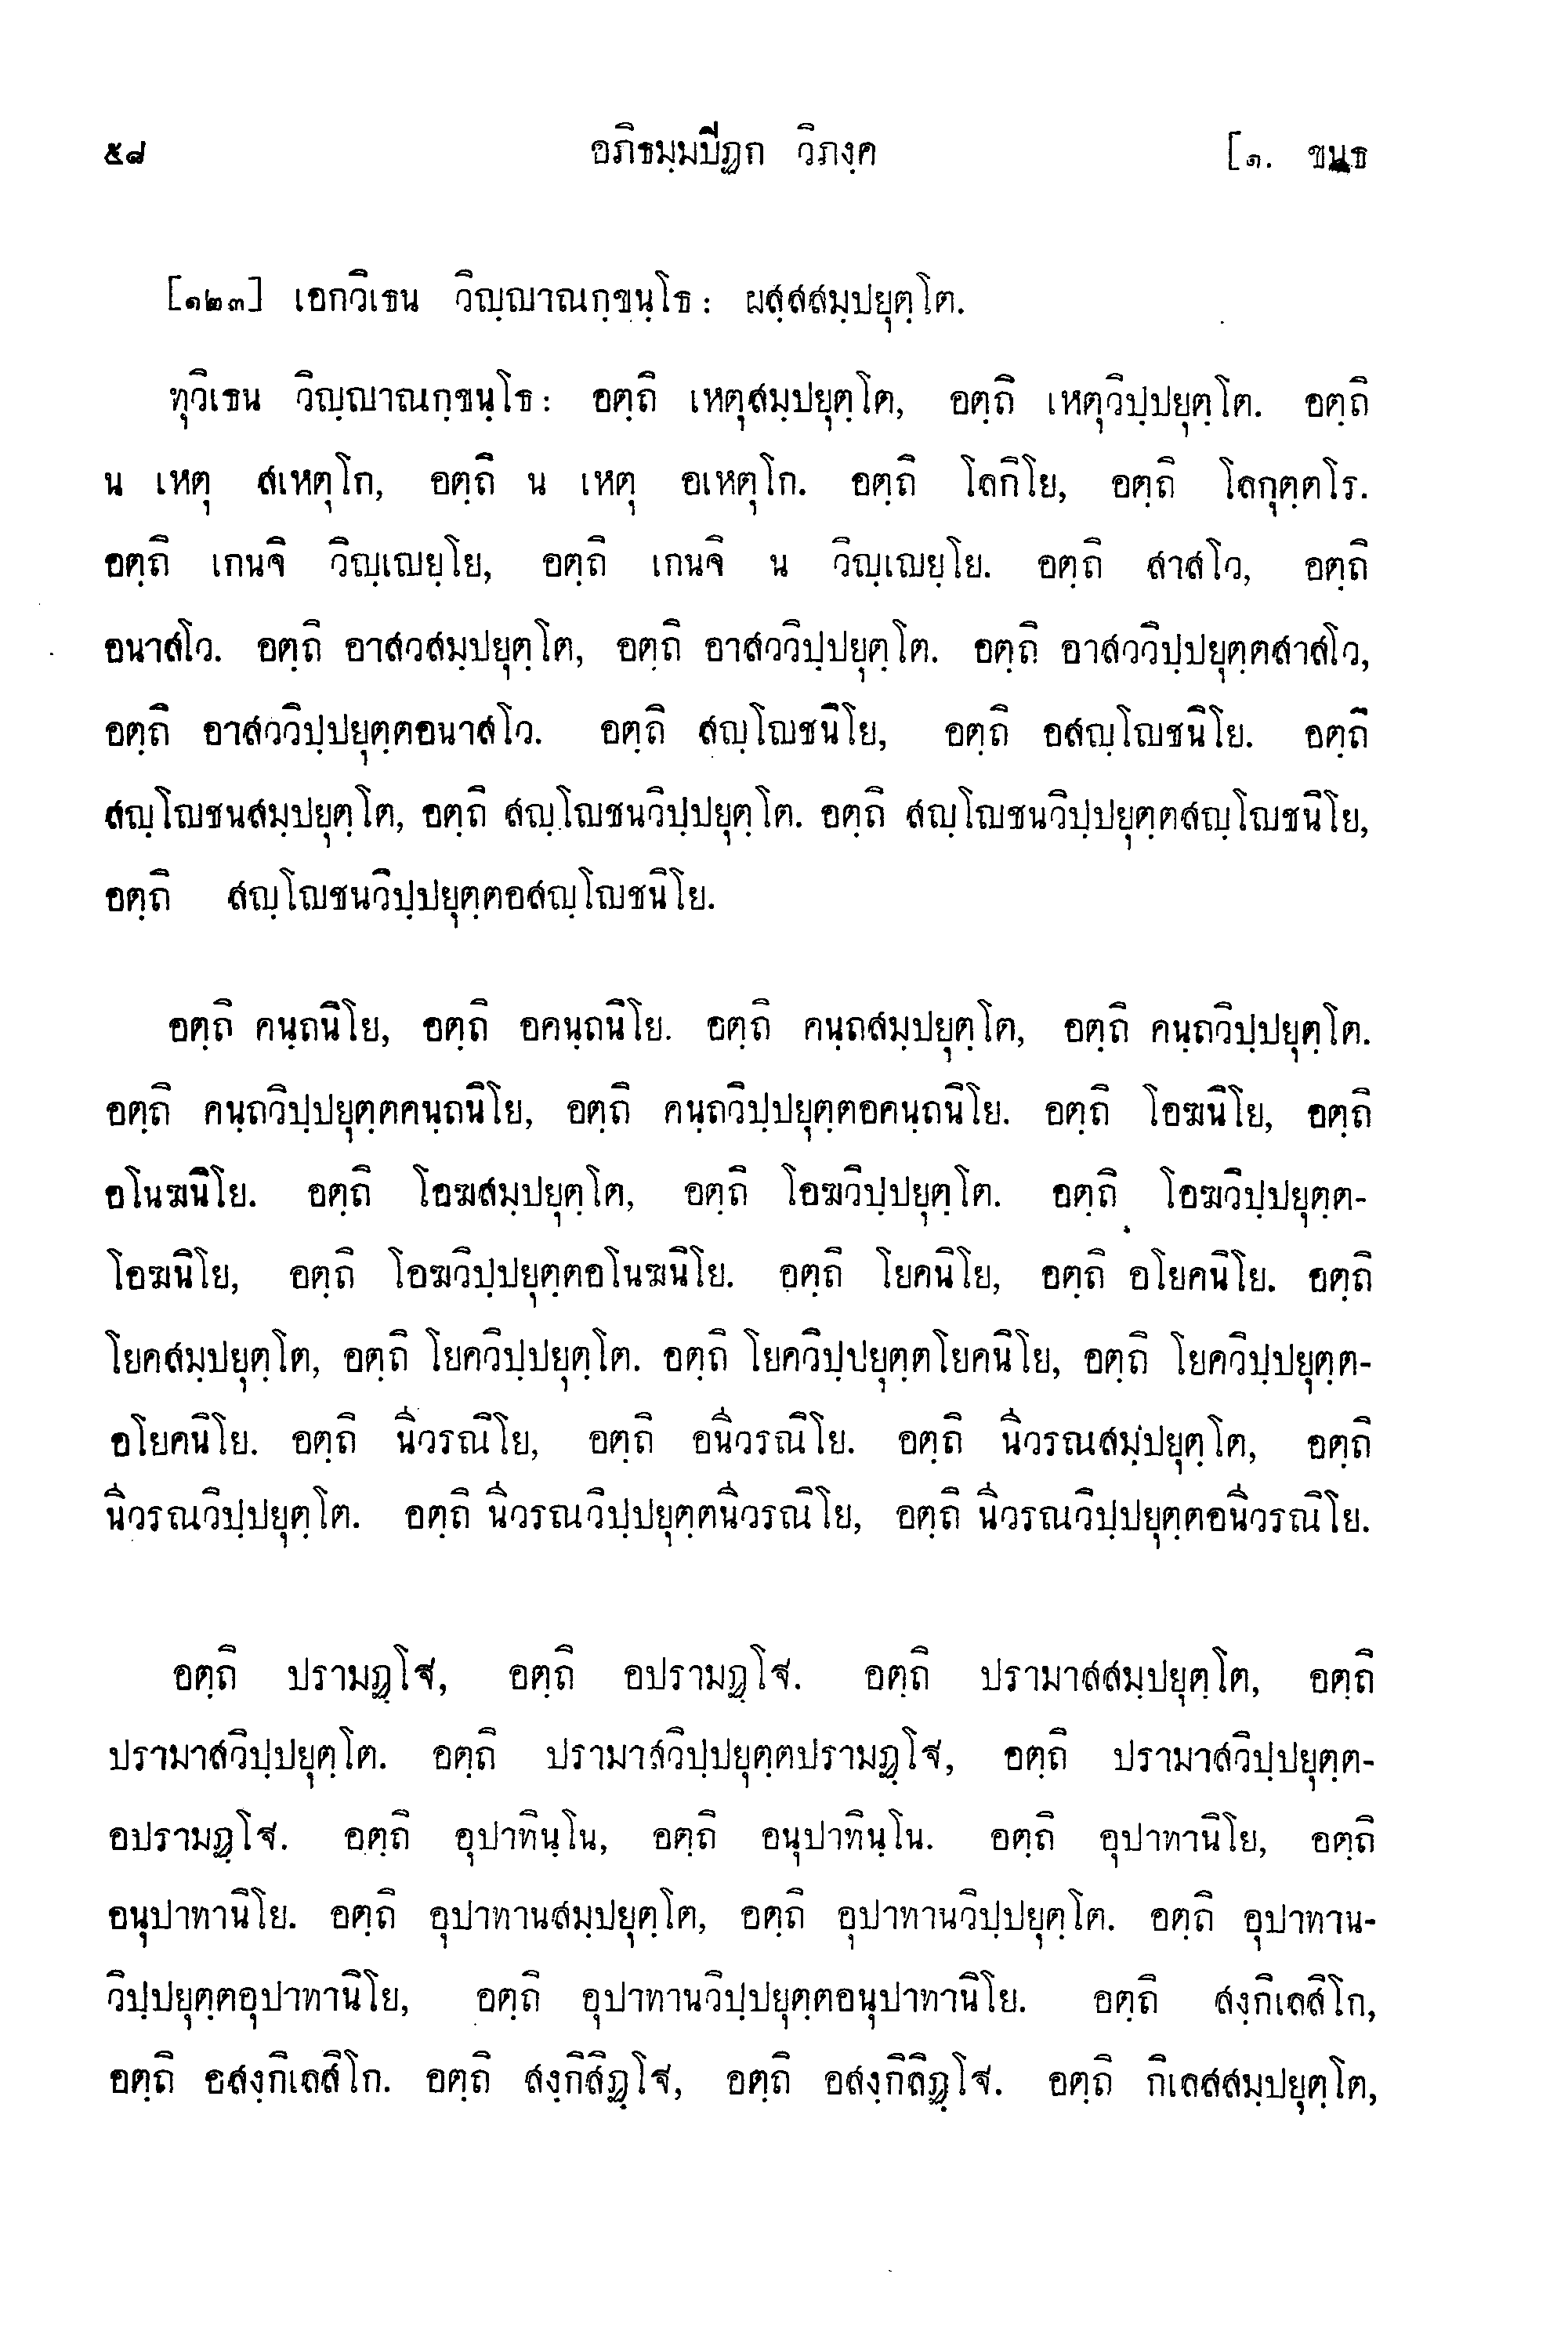 ๕๘ อภิธมฺมปิฏก วิภงฺค [๑. ขนฺธ
[๑๒๓] เอกวิเธน วิญฺญาณกฺขนฺโธ : ผสฺสสมฺปยุตฺโต.
ทุวิเธน วิญฺญาณกฺขนฺโธ : อตฺถิ เหตุสมฺปยุตฺโต, อตฺถิ เหตุวิปฺปยุตฺโต. อตฺถิ
น เหตุ สเหตุโก, อตฺถิ น เหตุ อเหตุโก. อตฺถิ โลกิโย, อตฺถิ โลกุตฺตโร.
อตฺถิ เกนจิ วิญฺเญยฺโย, อตฺถิ เกนจิ น วิญฺเญยฺโย. อตฺถิ สาสโว, อตฺถิ
อนาสโว. อตฺถิ อาสวสมฺปยุตฺโต, อตฺถิ อาสววิปฺปยุตฺโต. อตฺถิ อาสววิปฺปยุตฺตสาสโว,
อตฺถิ อาสววิปฺปยุตฺตอนาสโว. อตฺถิ สญฺโญชนิโย, อตฺถิ อสญฺโญชนิโย. อตฺถิ
สญฺโญชนสมฺปยุตฺโต, อตฺถิ สญฺโญชนวิปฺปยุตฺโต. อตฺถิ สญฺโญชนวิปฺปยุตฺตสญฺโญชนิโย,
อตฺถิ สญฺโญชนวิปฺปยุตฺตอสญฺโญชนิโย.
อตฺถิ คนฺถนิโย, อตฺถิ อคนฺถนิโย. อตฺถิ คนฺถสมฺปยุตฺโต, อตฺถิ คนฺถวิปฺปยุตฺโต.
อตฺถิ คนฺถวิปฺปยุตฺตคนฺถนิโย, อตฺถิ คนฺถวิปฺปยุตฺตอคนฺถนิโย. อตฺถิ โอฆนิโย, อตฺถิ
อโนฆนิโย. อตฺถิ โอฆสมฺปยุตฺโต, อตฺถิ โอฆวิปฺปยุตฺโต. อตฺถิ โอฆวิปฺปยุตฺต-
โอฆนิโย, อตฺถิ โอฆวิปฺปยุตฺตอโนฆนิโย. อตฺถิ โยคนิโย, อตฺถิ อโยคนิโย. อตฺถิ
โยคสมฺปยุตฺโต, อตฺถิ โยควิปฺปยุตฺโต. อตฺถิ โยควิปฺปยุตฺตโยคนิโย, อตฺถิ โยควิปฺปยุตฺต-
อโยคนิโย. อตฺถิ นีวรณิโย, อตฺถิ อนีวรณิโย. อตฺถิ นีวรณสมฺปยุตฺโต, อตฺถิ
นีวรณวิปฺปยุตฺโต. อตฺถิ นีวรณวิปฺปยุตฺตนีวรณิโย, อตฺถิ นีวรณวิปฺปยุตฺตอนีวรณิโย.
อตฺถิ ปรามฏฺโฐ, อตฺถิ อปรามฏฺโฐ. อตฺถิ ปรามาสสมฺปยุตฺโต, อตฺถิ
ปรามาสวิปฺปยุตฺโต. อตฺถิ ปรามาสวิปฺปยุตฺตปรามฏฺโฐ, อตฺถิ ปรามาสวิปฺปยุตฺต-
อปรามฏฺโฐ. อตฺถิ อุปาทินฺโน, อตฺถิ อนุปาทินฺโน. อตฺถิ อุปาทานิโย, อตฺถิ
อนุปาทานิโย. อตฺถิ อุปาทานสมฺปยุตฺโต, อตฺถิ อุปาทานวิปฺปยุตฺโต. อตฺถิ อุปาทาน-
วิปฺปยุตฺตอุปาทานิโย, อตฺถิ อุปาทานวิปฺปยุตฺตอนุปาทานิโย. อตฺถิ สงฺกิเลสิโก,
อตฺถิ อสงฺกิเลสิโก. อตฺถิ สงฺกิลิฏฺโฐ, อตฺถิ อสงฺกิลิฏฺโฐ. อตฺถิ กิเลสสมฺปยุตฺโต,